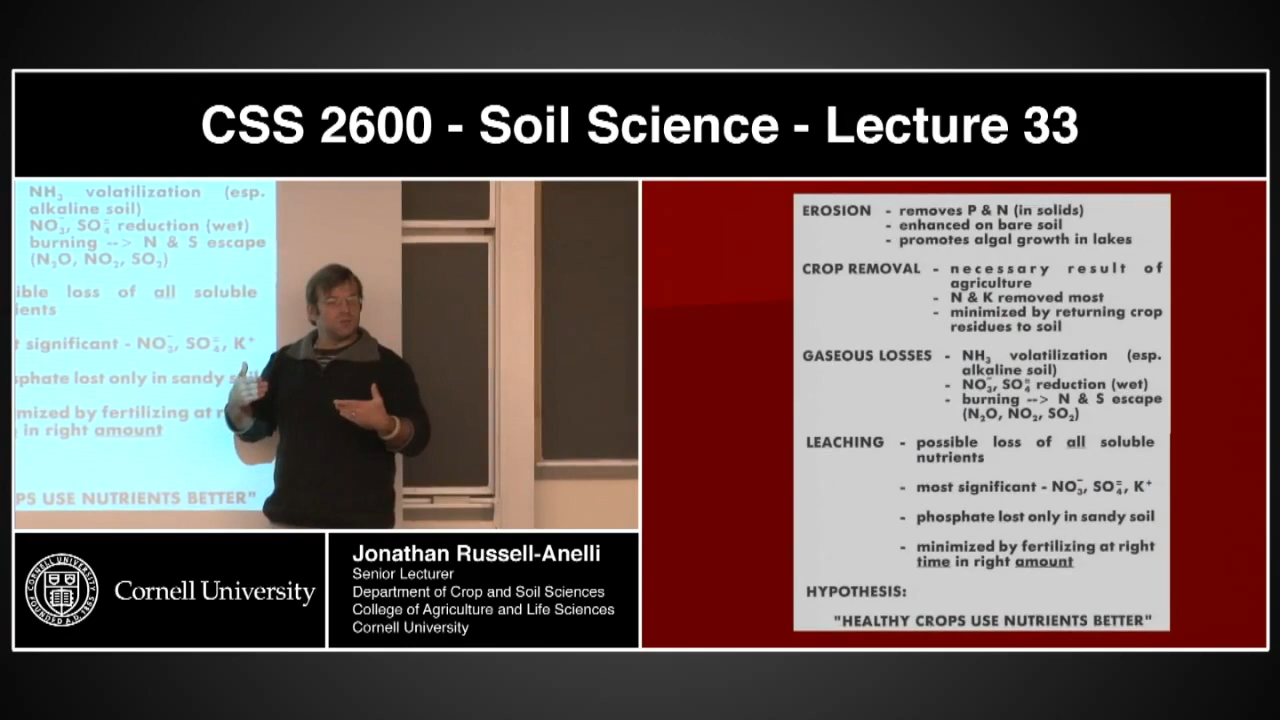 CSS 2600 - Soil Science - Lecture 33
NH₃ volatilization (esp.
alkaline soil)
NO₃⁻, SO₄⁼ reduction (wet)
burning --> N & S escape
(N₂O, NO₂, SO₂)
ible loss of all soluble
ients
t significant - NO₃⁻, SO₄⁼, K⁺
sphate lost only in sandy
mized by fertilizing at r
in right amount
PS USE NUTRIENTS BETTER"
EROSION - removes P & N (in solids)
- enhanced on bare soil
- promotes algal growth in lakes
CROP REMOVAL - necessary result of
agriculture
- N & K removed most
- minimized by returning crop
residues to soil
GASEOUS LOSSES - NH₃ volatilization (esp.
alkaline soil)
- NO₃⁻, SO₄⁼ reduction (wet)
- burning --> N & S escape
(N₂O, NO₂, SO₂)
LEACHING - possible loss of all soluble
nutrients
- most significant - NO₃⁻, SO₄⁼, K⁺
- phosphate lost only in sandy soil
- minimized by fertilizing at right
time in right amount
HYPOTHESIS:
"HEALTHY CROPS USE NUTRIENTS BETTER"
CORNELL UNIVERSITY
FOUNDED A.D. 1865
Cornell University
Jonathan Russell-Anelli
Senior Lecturer
Department of Crop and Soil Sciences
College of Agriculture and Life Sciences
Cornell University